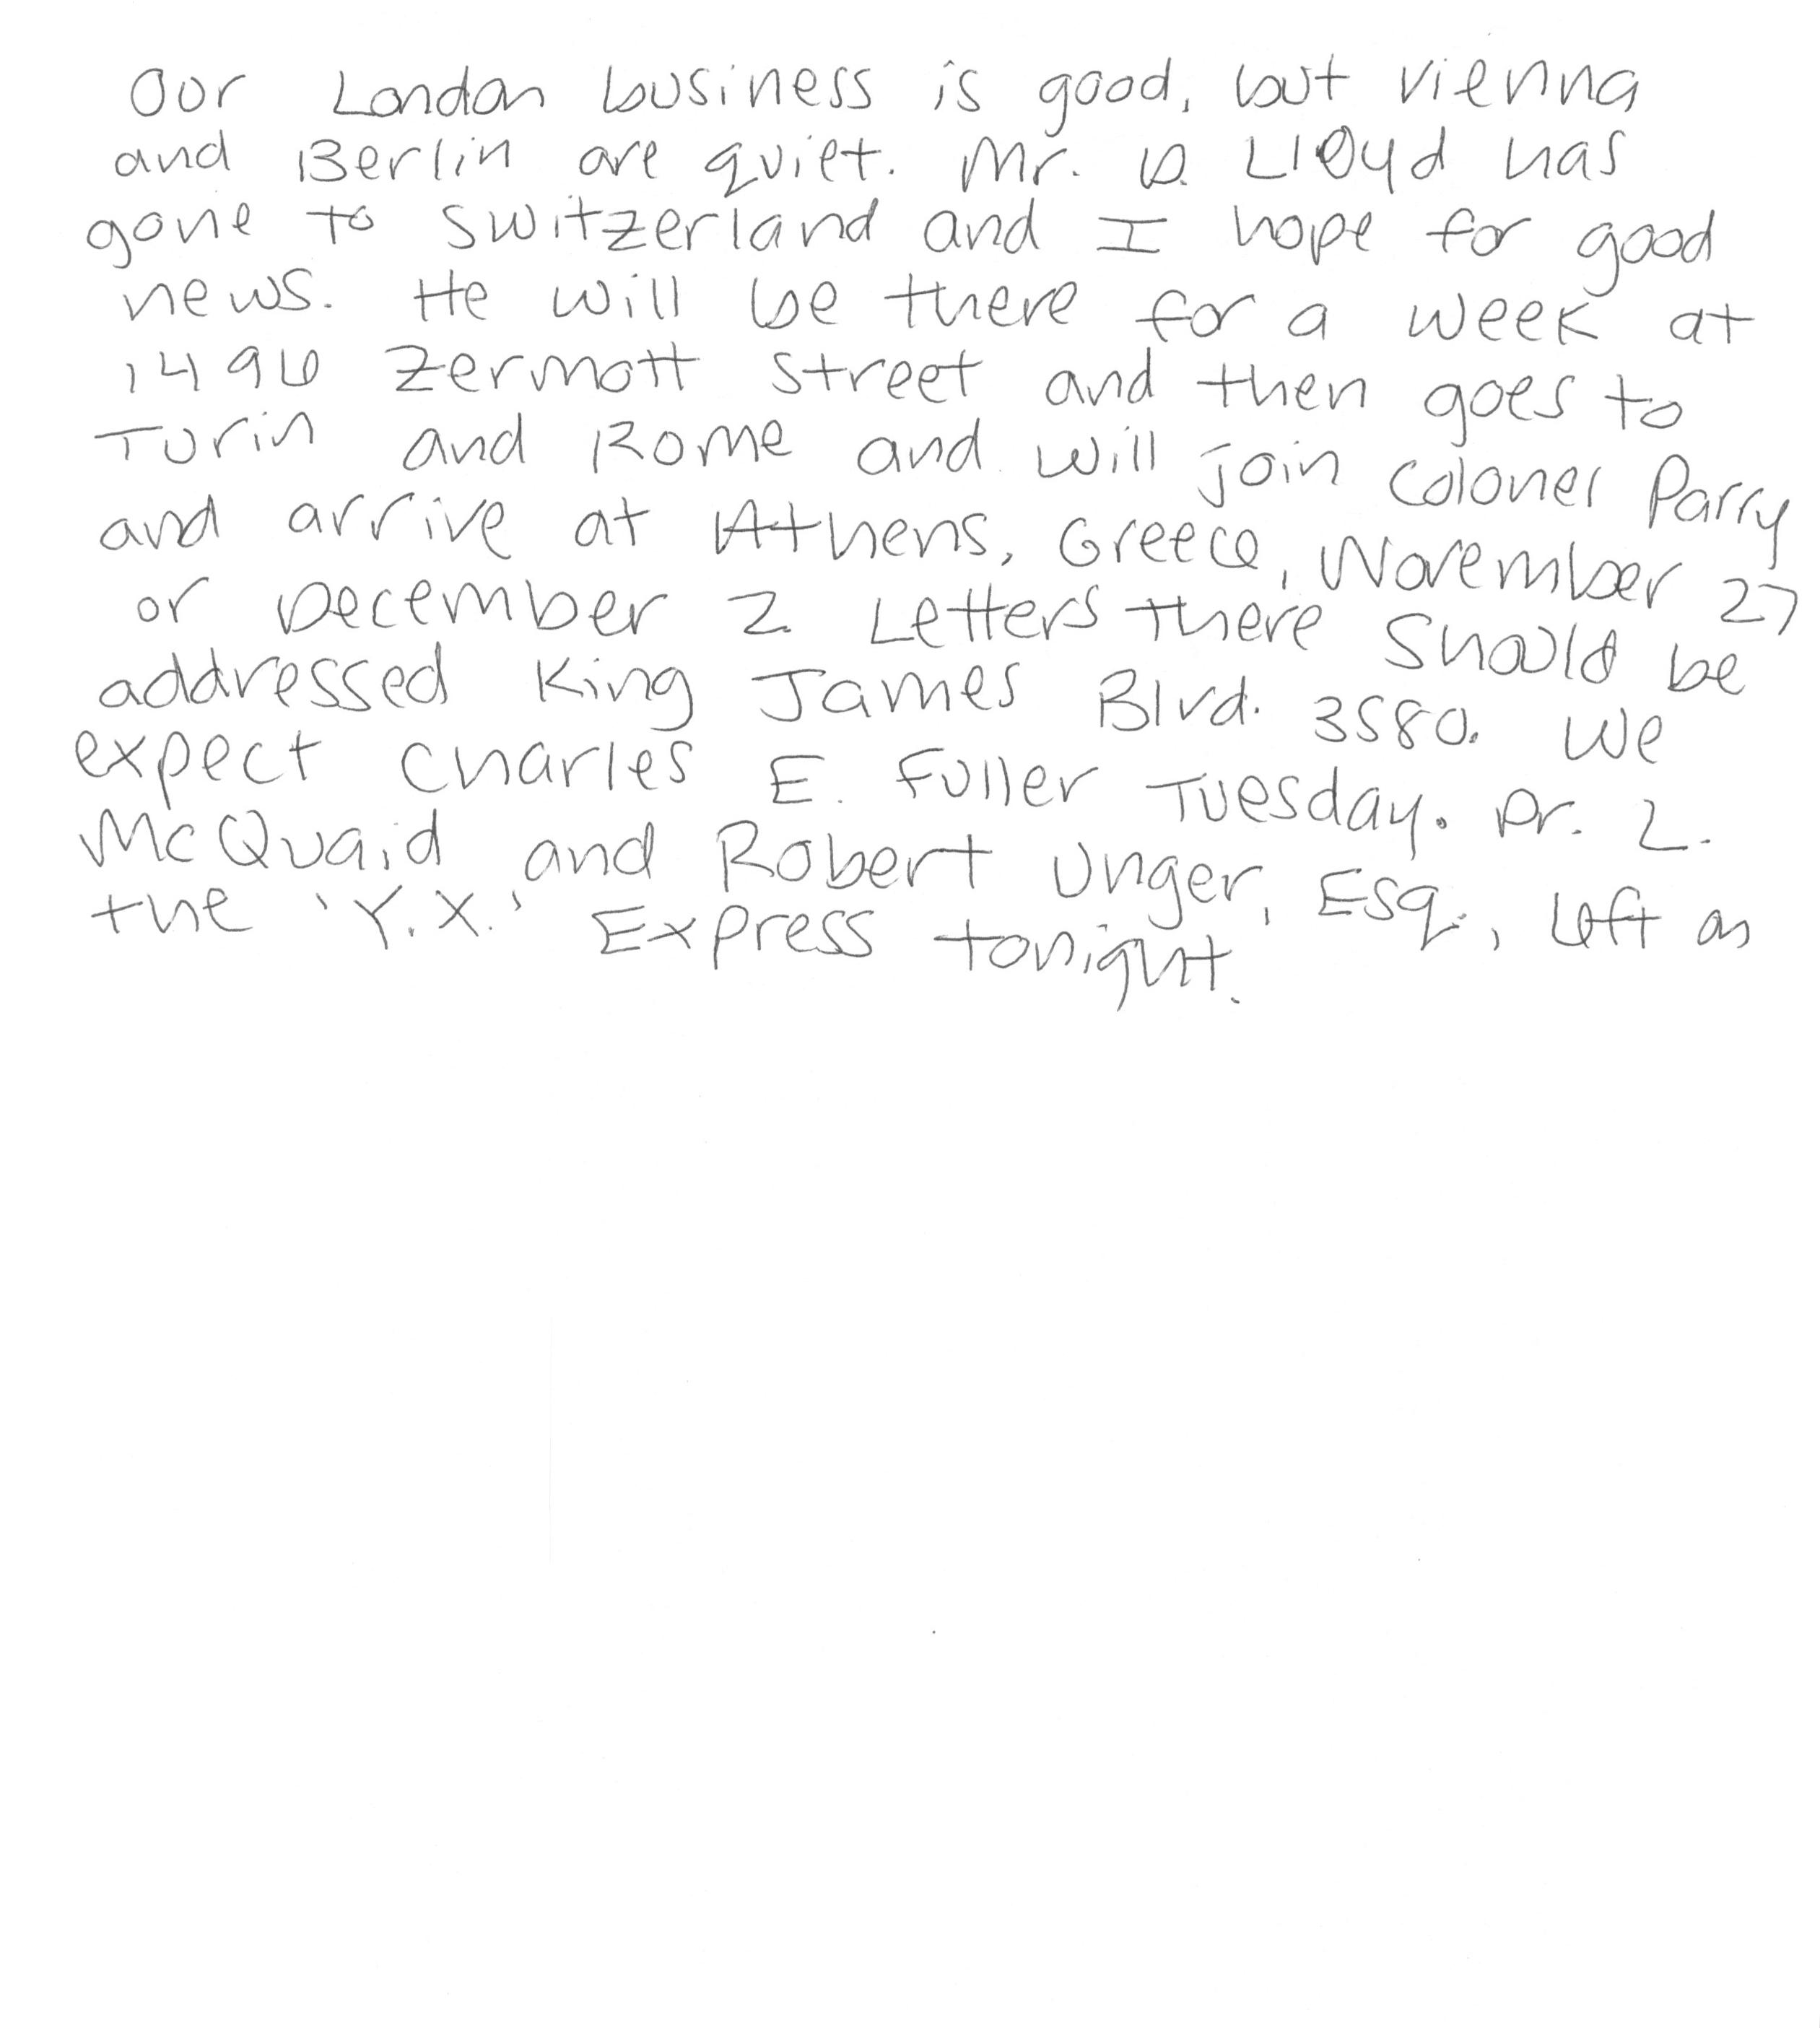 Our London business is good, but Vienna
and Berlin are quiet. Mr. D. Lloyd has
gone to Switzerland and I hope for good
news. He will be there for a week at
1496 Zermott Street and then goes to
Turin and Rome and will join Colonel Parry
and arrive at Athens, Greece, November 27
or December 2. Letters there should be
addressed King James Blvd. 3580. We
expect Charles E. Fuller Tuesday. Dr. L.
McQuaid and Robert Unger, Esq., left on
the 'Y.X.' Express tonight.